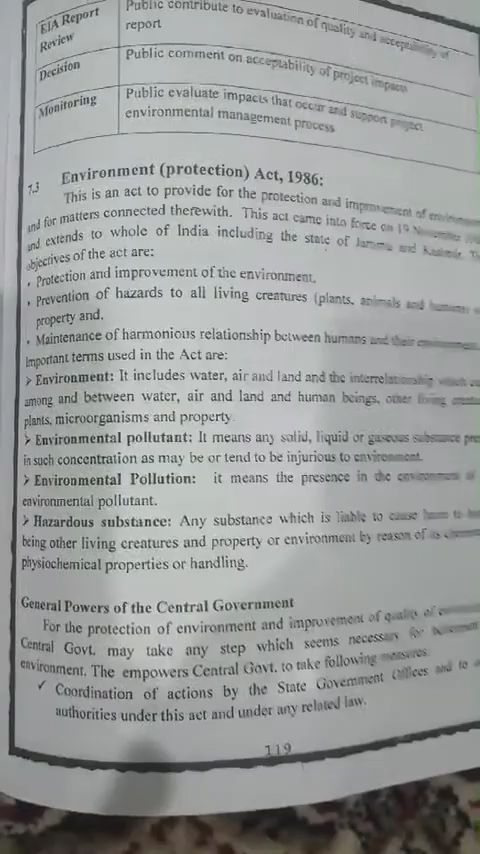 EIA Report Review
Public contribute to evaluation of quality and acceptability of
report
Decision
Public comment on acceptability of project impacts
Monitoring
Public evaluate impacts that occur and support project
environmental management process
7.3 Environment (protection) Act, 1986:
This is an act to provide for the protection and improvement of
and for matters connected therewith. This act came into force on 19 November
and extends to whole of India including the state of Jammu and Kashmir.
objectives of the act are:
• Protection and improvement of the environment.
• Prevention of hazards to all living creatures (plants, animals and humans
property and,
• Maintenance of harmonious relationship between humans and their environment.
Important terms used in the Act are:
➢ Environment: It includes water, air and land and the interrelationship which
among and between water, air and land and human beings, other living
plants, microorganisms and property.
➢ Environmental pollutant: It means any solid, liquid or gaseous substance
in such concentration as may be or tend to be injurious to environment.
➢ Environmental Pollution: it means the presence in the environment of
environmental pollutant.
➢ Hazardous substance: Any substance which is liable to cause harm to
being other living creatures and property or environment by reason of its
physiochemical properties or handling.
General Powers of the Central Government
For the protection of environment and improvement of quality of
Central Govt. may take any step which seems necessary for
environment. The empowers Central Govt. to take following measures:
✓ Coordination of actions by the State Government Offices and to
authorities under this act and under any related law.
119